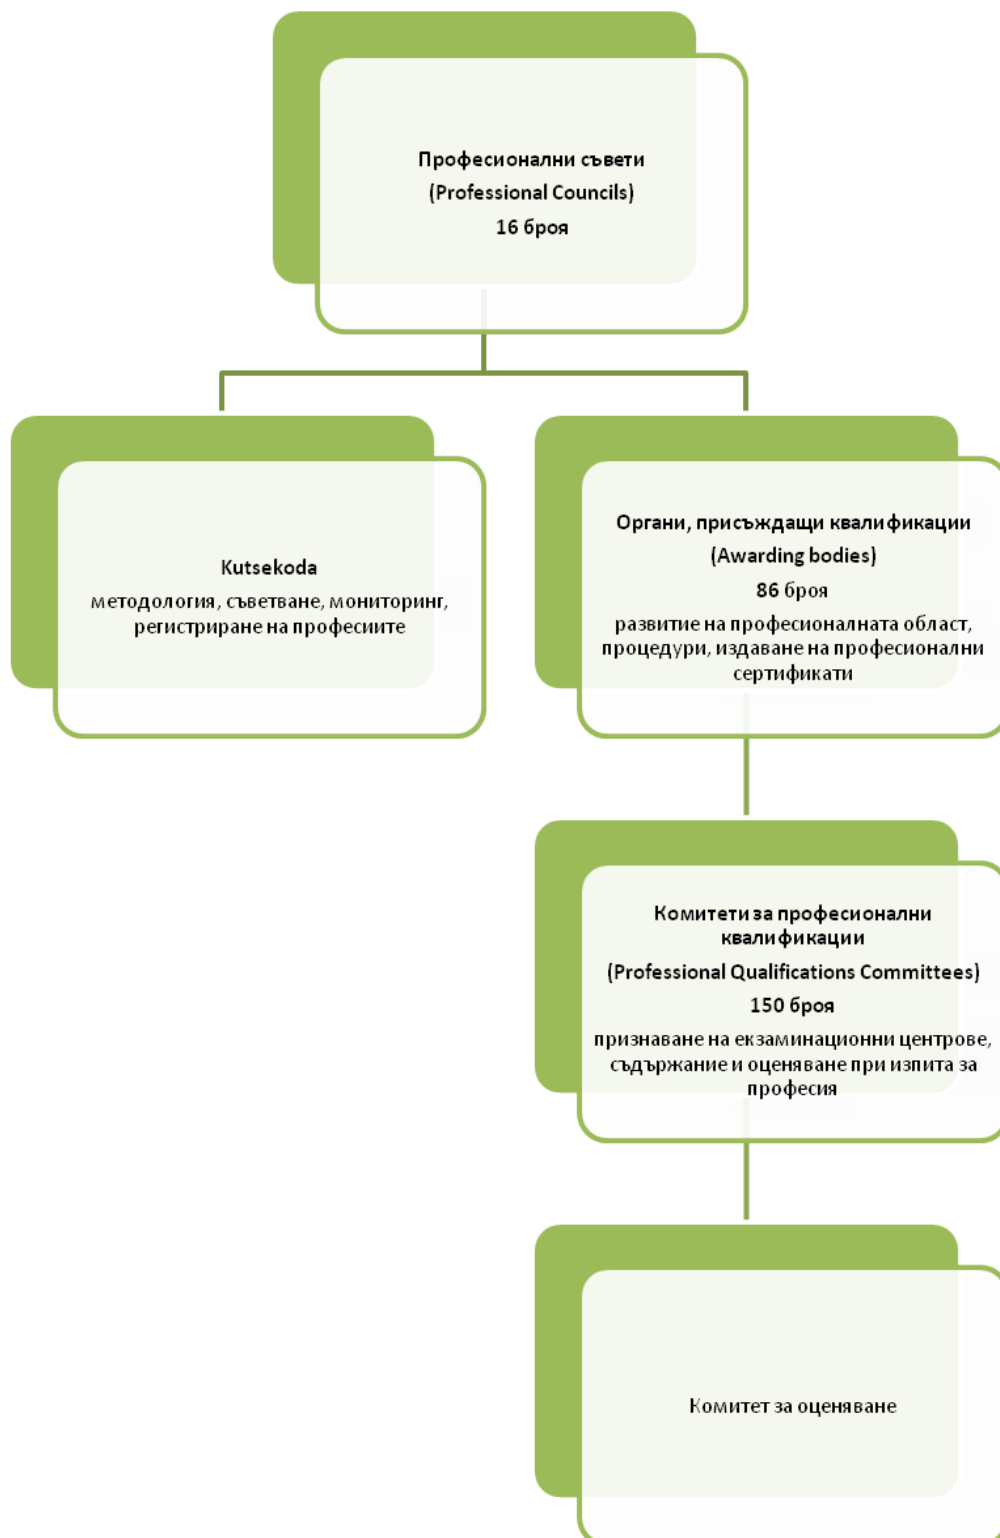 Професионални съвети
(Professional Councils)
16 броя
Kutsekoda
методология, съветване, мониторинг,
регистриране на професиите
Органи, присъждащи квалификации
(Awarding bodies)
86 броя
развитие на професионалната област,
процедури, издаване на професионални
сертификати
Комитети за професионални
квалификации
(Professional Qualifications Committees)
150 броя
признаване на екзаминационни центрове,
съдържание и оценяване при изпита за
професия
Комитет за оценяване